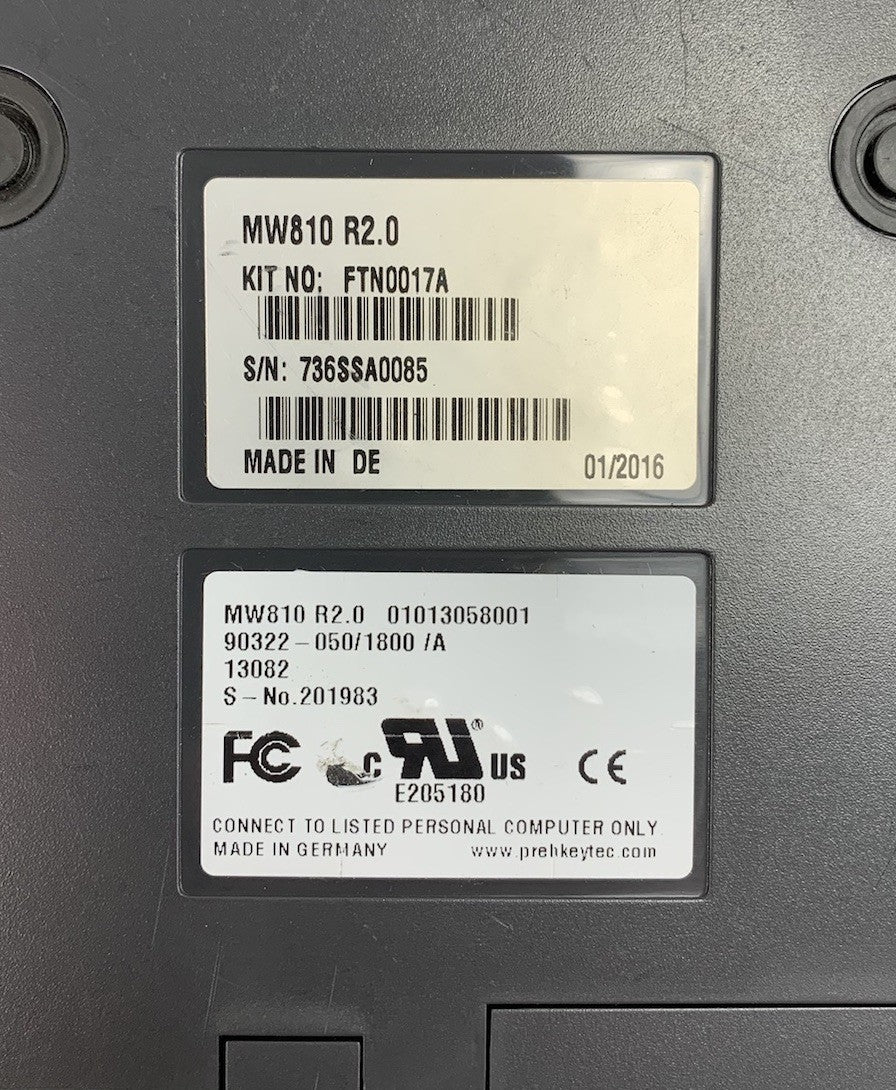 MW810 R2.0
KIT NO: FTN0017A
S/N: 736SSA0085
MADE IN DE 01/2016
MW810 R2.0 01013058001
90322-050/1800 /A
13082
S-No.201983
FC c RU® US CE
E205180
CONNECT TO LISTED PERSONAL COMPUTER ONLY.
MADE IN GERMANY www.prehkeytec.com